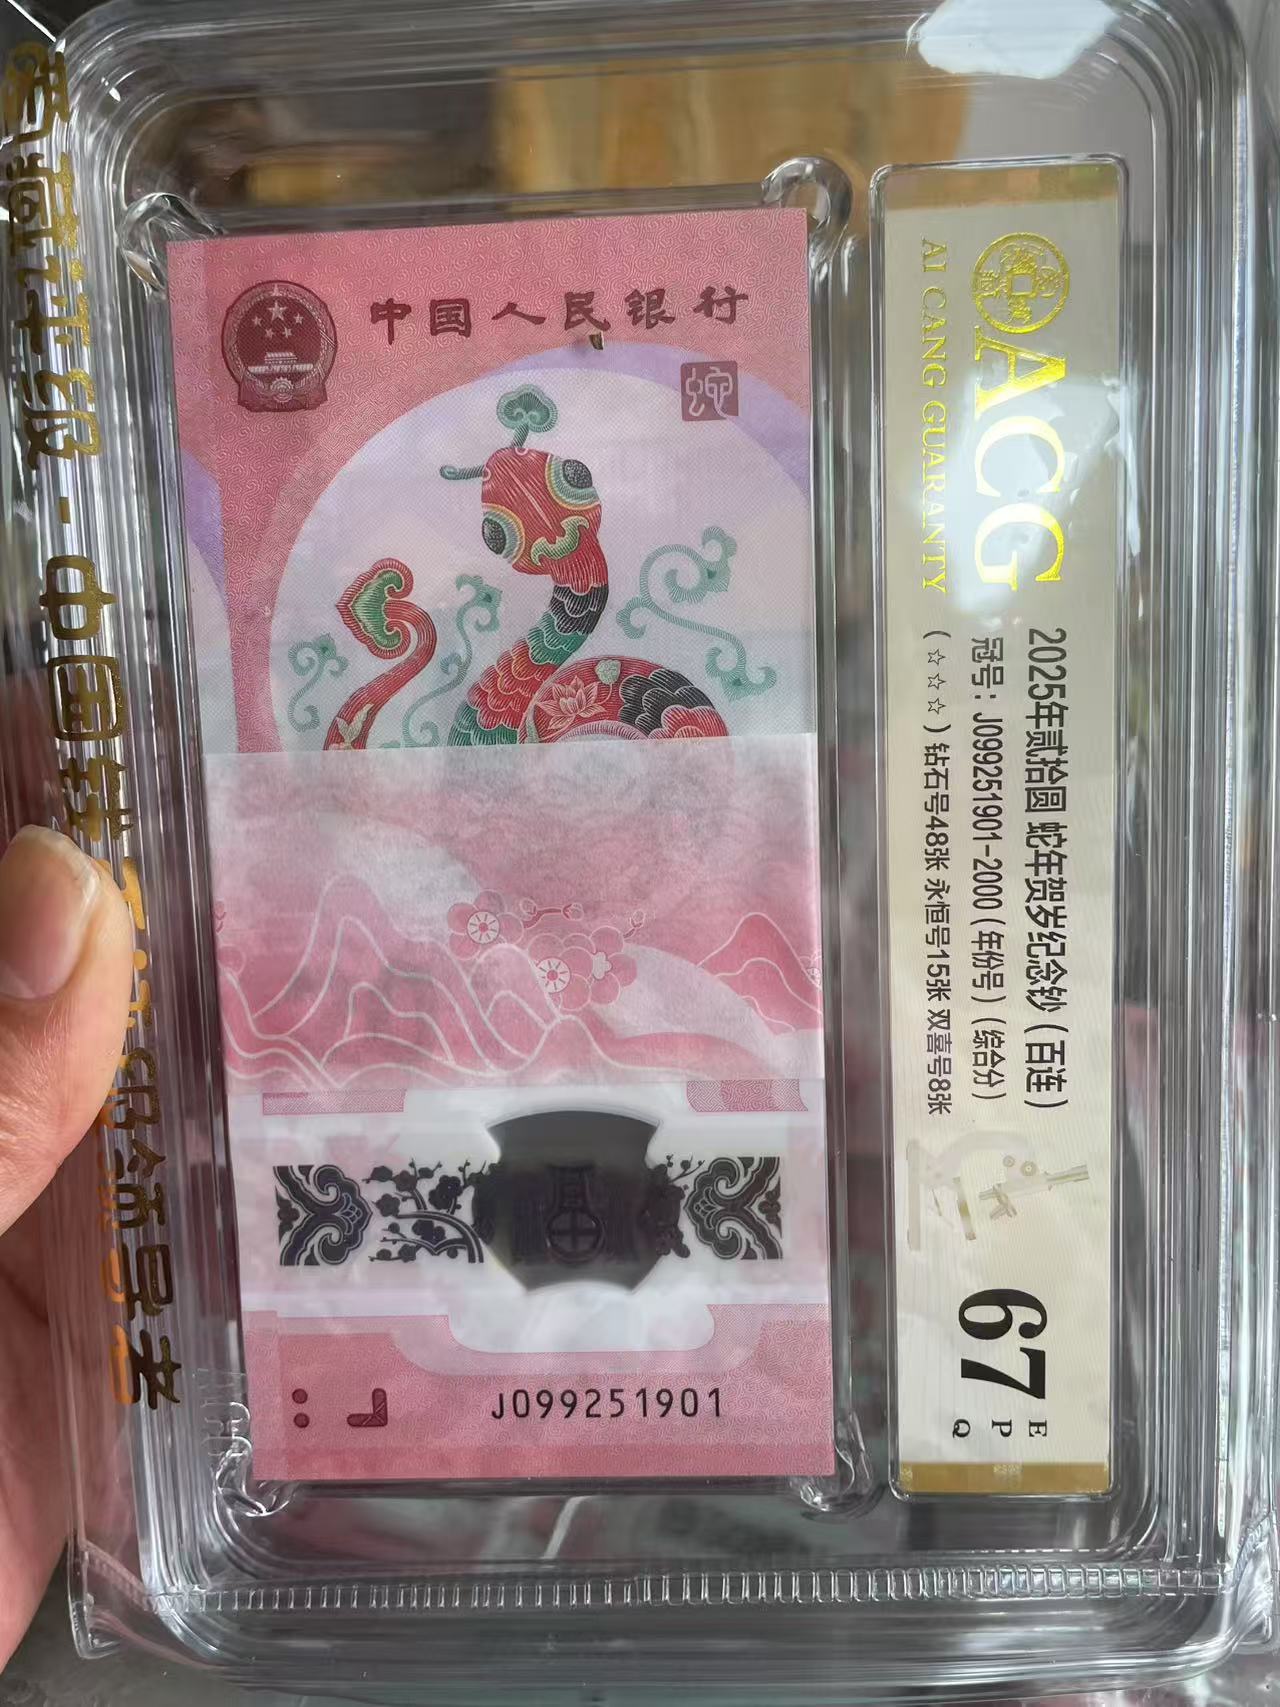 中国人民银行
蛇
J099251901
ACG
AI CANG GUARANTY
2025年贰拾圆 蛇年贺岁纪念钞（百连）
冠号：J099251901-2000（年份号）（综合分）
（☆☆☆）钻石号48张 永恒号15张 双喜号8张
67
E
P
Q